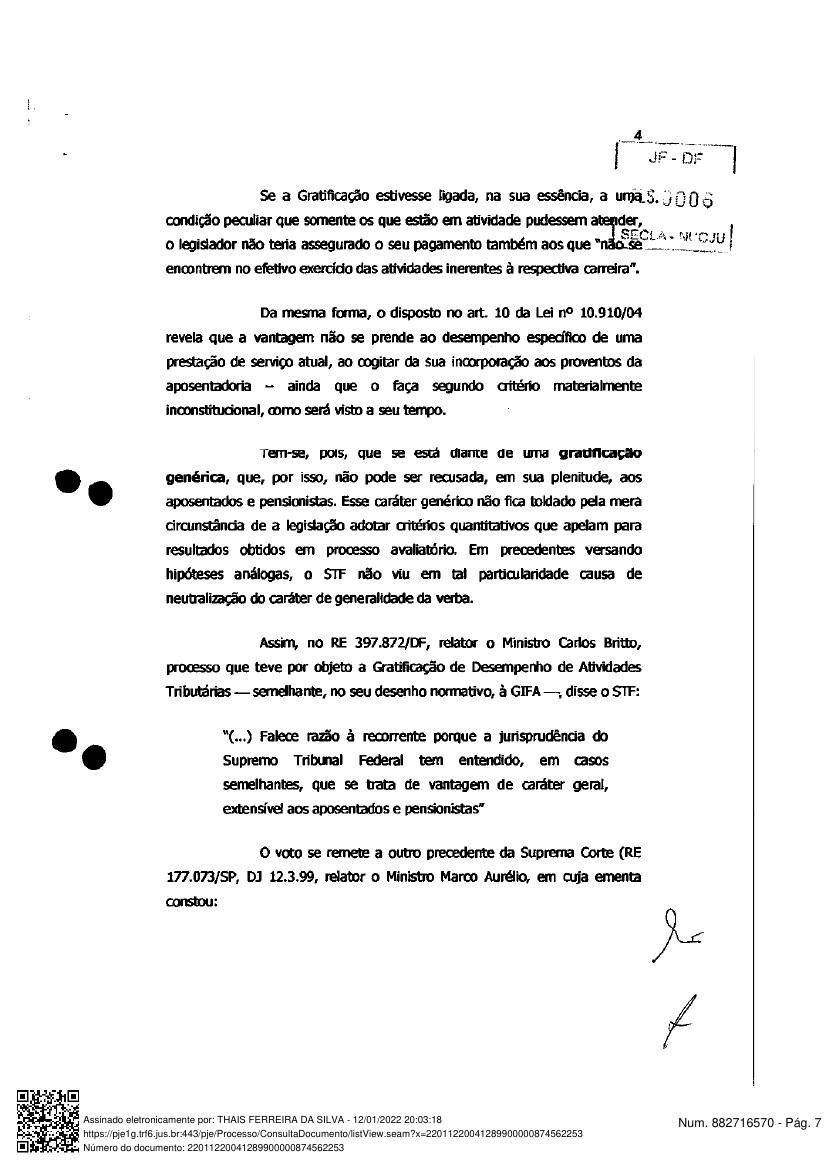 4
JF - DF
Se a Gratificação estivesse ligada, na sua essência, a uma
FLS. 0006
condição peculiar que somente os que estão em atividade pudessem atender,
SECLA - NUCJU
o legislador não teria assegurado o seu pagamento também aos que "não se
encontrem no efetivo exercício das atividades inerentes à respectiva carreira".
Da mesma forma, o disposto no art. 10 da Lei nº 10.910/04
revela que a vantagem não se prende ao desempenho específico de uma
prestação de serviço atual, ao cogitar da sua incorporação aos proventos da
aposentadoria – ainda que o faça segundo critério materialmente
inconstitucional, como será visto a seu tempo.
Tem-se, pois, que se está diante de uma gratificação
genérica, que, por isso, não pode ser recusada, em sua plenitude, aos
aposentados e pensionistas. Esse caráter genérico não fica toldado pela mera
circunstância de a legislação adotar critérios quantitativos que apelam para
resultados obtidos em processo avaliatório. Em precedentes versando
hipóteses análogas, o STF não viu em tal particularidade causa de
neutralização do caráter de generalidade da verba.
Assim, no RE 397.872/DF, relator o Ministro Carlos Britto,
processo que teve por objeto a Gratificação de Desempenho de Atividades
Tributárias — semelhante, no seu desenho normativo, à GIFA —, disse o STF:
"(...) Falece razão à recorrente porque a jurisprudência do
Supremo Tribunal Federal tem entendido, em casos
semelhantes, que se trata de vantagem de caráter geral,
extensível aos aposentados e pensionistas"
O voto se remete a outro precedente da Suprema Corte (RE
177.073/SP, DJ 12.3.99, relator o Ministro Marco Aurélio, em cuja ementa
constou:
Assinado eletronicamente por: THAIS FERREIRA DA SILVA - 12/01/2022 20:03:18
https://pje1g.trf6.jus.br:443/pje/Processo/ConsultaDocumento/listView.seam?x=22011220041289900000874562253
Número do documento: 22011220041289900000874562253
Num. 882716570 - Pág. 7